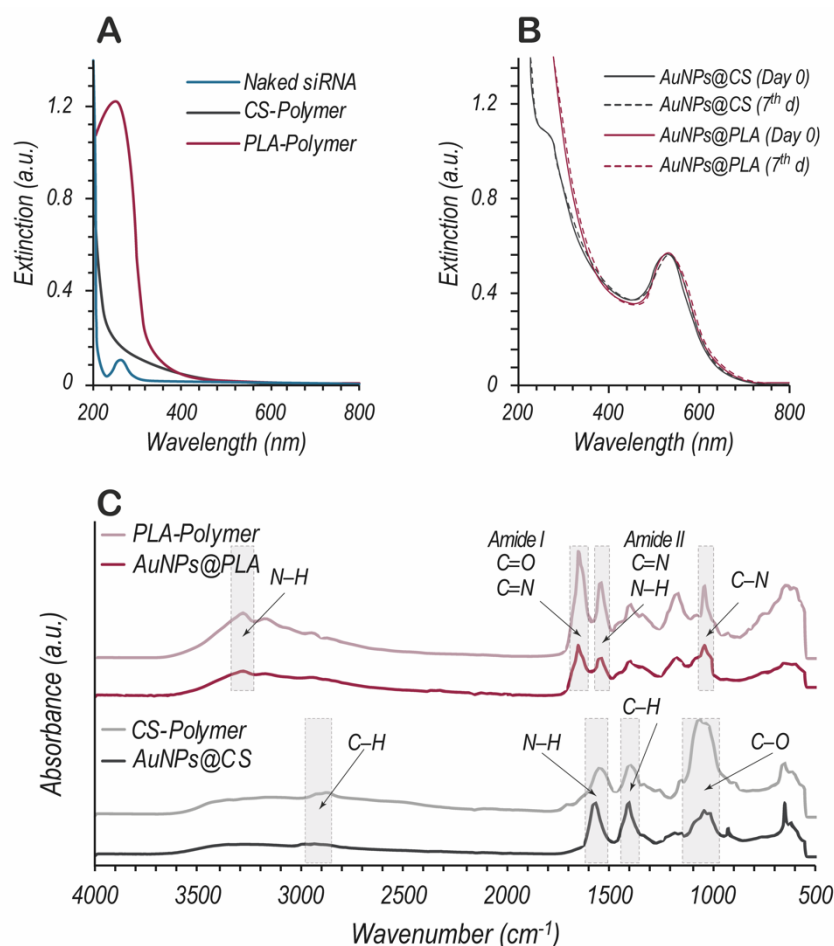 A
Naked siRNA
CS-Polymer
PLA-Polymer
Extinction (a.u.)
1.2
0.8
0.4
0
200 400 600 800
Wavelength (nm)
B
AuNPs@CS (Day 0)
AuNPs@CS (7th d)
AuNPs@PLA (Day 0)
AuNPs@PLA (7th d)
Extinction (a.u.)
1.2
0.8
0.4
0
200 400 600 800
Wavelength (nm)
C
PLA-Polymer
AuNPs@PLA
N–H
Amide I
C=O
C=N
Amide II
C=N
N–H
C–N
CS-Polymer
AuNPs@CS
C–H
N–H
C–H
C–O
Absorbance (a.u.)
4000 3500 3000 2500 2000 1500 1000 500
Wavenumber (cm-1)